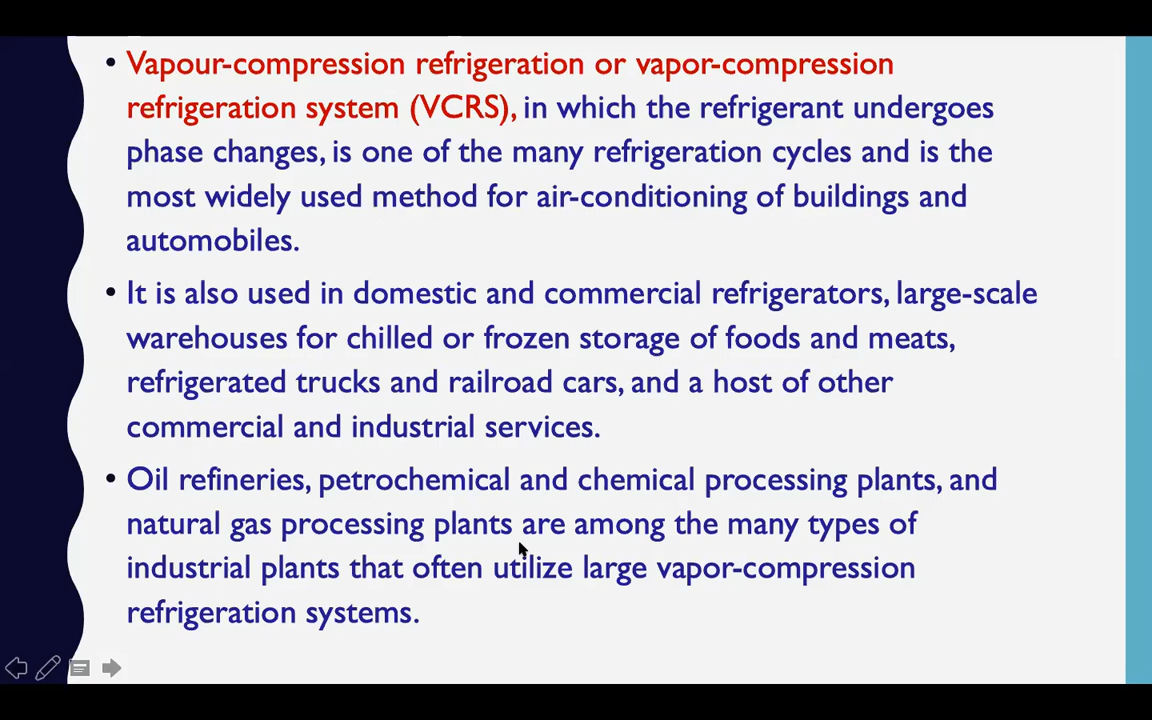 • Vapour-compression refrigeration or vapor-compression
refrigeration system (VCRS), in which the refrigerant undergoes
phase changes, is one of the many refrigeration cycles and is the
most widely used method for air-conditioning of buildings and
automobiles.
• It is also used in domestic and commercial refrigerators, large-scale
warehouses for chilled or frozen storage of foods and meats,
refrigerated trucks and railroad cars, and a host of other
commercial and industrial services.
• Oil refineries, petrochemical and chemical processing plants, and
natural gas processing plants are among the many types of
industrial plants that often utilize large vapor-compression
refrigeration systems.